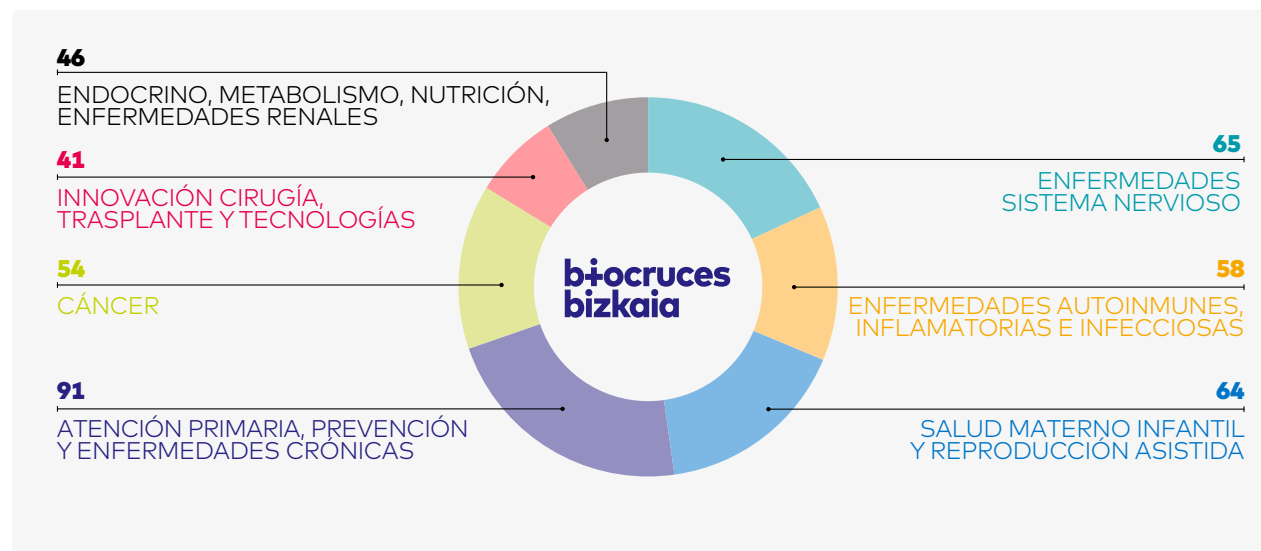 46
ENDOCRINO, METABOLISMO, NUTRICIÓN,
ENFERMEDADES RENALES
41
INNOVACIÓN CIRUGÍA,
TRASPLANTE Y TECNOLOGÍAS
54
CÁNCER
91
ATENCIÓN PRIMARIA, PREVENCIÓN
Y ENFERMEDADES CRÓNICAS
biocruces
bizkaia
65
ENFERMEDADES
SISTEMA NERVIOSO
58
ENFERMEDADES AUTOINMUNES,
INFLAMATORIAS E INFECCIOSAS
64
SALUD MATERNO INFANTIL
Y REPRODUCCIÓN ASISTIDA